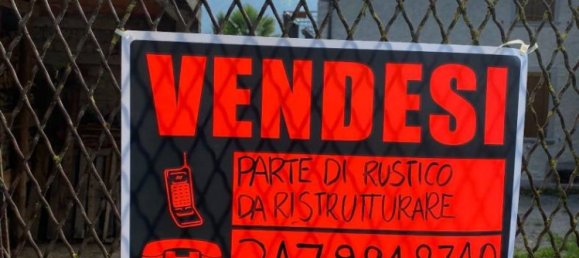 VENDESI
PARTE DI RUSTICO
DA RISTRUTTURARE